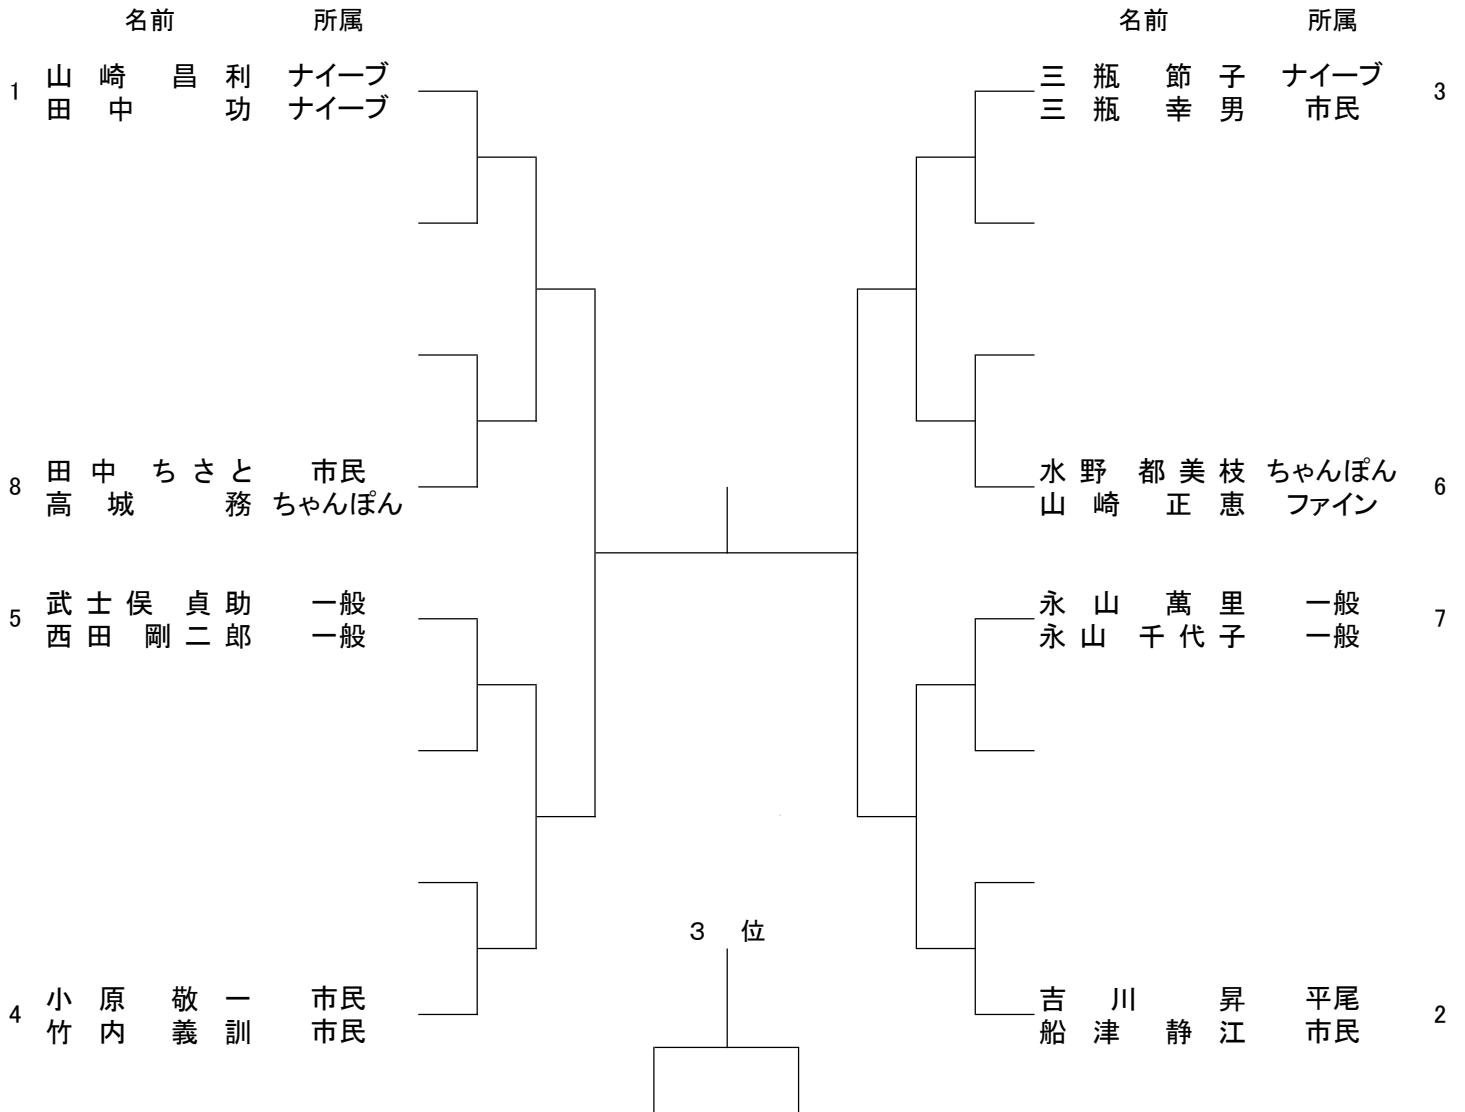 名前 所属
1 山崎 昌利 ナイーブ
田中 功 ナイーブ
8 田中 ちさと 市民
高城 務 ちゃんぽん
5 武士俣 貞助 一般
西田 剛二郎 一般
4 小原 敬一 市民
竹内 義訓 市民
名前 所属
三瓶 節子 ナイーブ 3
三瓶 幸男 市民
水野 都美枝 ちゃんぽん 6
山崎 正恵 ファイン
永山 萬里 一般 7
永山 千代子 一般
吉川 昇 平尾 2
船津 静江 市民
3 位